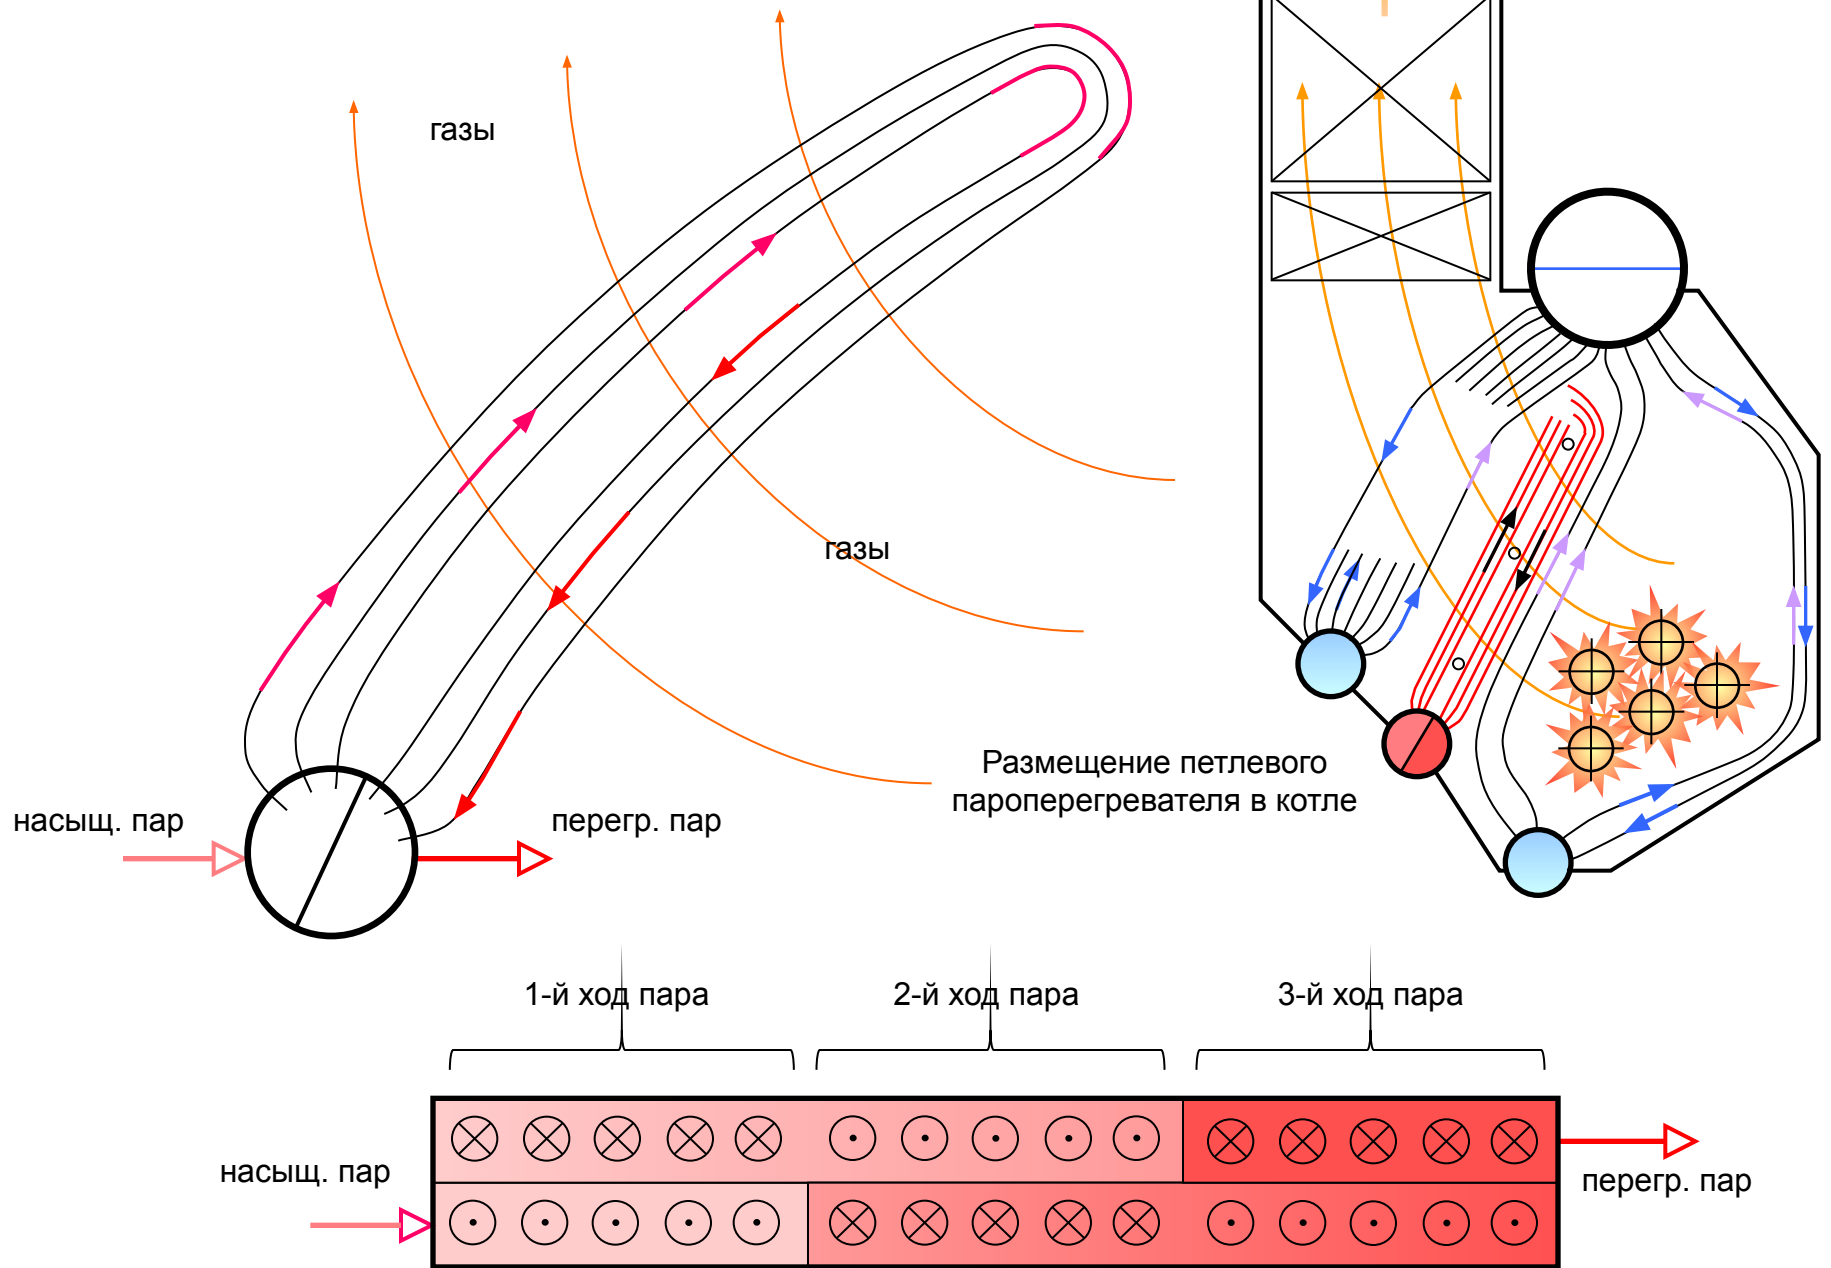 газы
газы
Размещение петлевого
пароперегревателя в котле
насыщ. пар
перегр. пар
1-й ход пара
2-й ход пара
3-й ход пара
насыщ. пар
перегр. пар